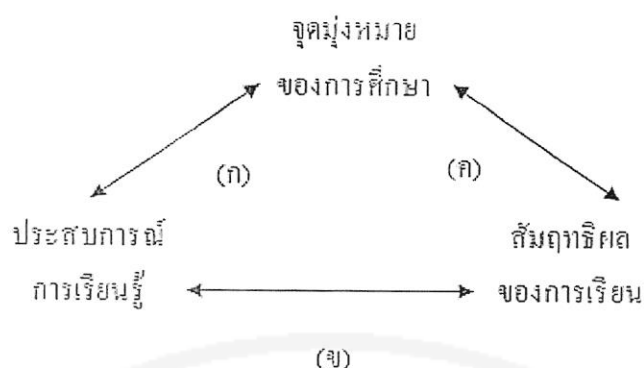 จุดมุ่งหมาย
ของการศึกษา
(ก)
(ค)
ประสบการณ์
การเรียนรู้
สัมฤทธิผล
ของการเรียน
(ข)